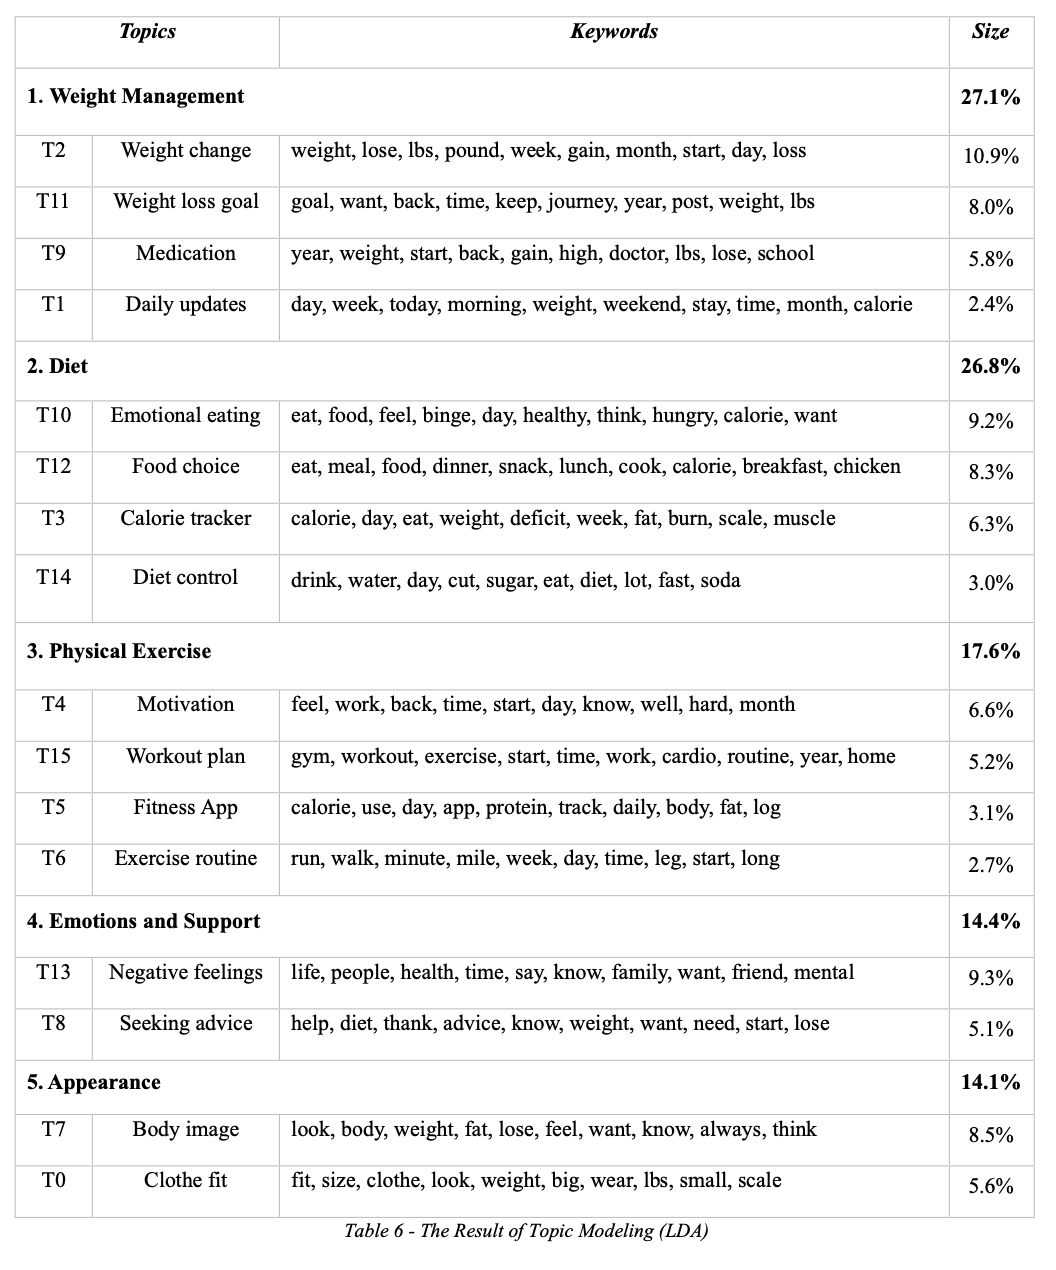 Topics Keywords Size
1. Weight Management 27.1%
T2 Weight change weight, lose, lbs, pound, week, gain, month, start, day, loss 10.9%
T11 Weight loss goal goal, want, back, time, keep, journey, year, post, weight, lbs 8.0%
T9 Medication year, weight, start, back, gain, high, doctor, lbs, lose, school 5.8%
T1 Daily updates day, week, today, morning, weight, weekend, stay, time, month, calorie 2.4%
2. Diet 26.8%
T10 Emotional eating eat, food, feel, binge, day, healthy, think, hungry, calorie, want 9.2%
T12 Food choice eat, meal, food, dinner, snack, lunch, cook, calorie, breakfast, chicken 8.3%
T3 Calorie tracker calorie, day, eat, weight, deficit, week, fat, burn, scale, muscle 6.3%
T14 Diet control drink, water, day, cut, sugar, eat, diet, lot, fast, soda 3.0%
3. Physical Exercise 17.6%
T4 Motivation feel, work, back, time, start, day, know, well, hard, month 6.6%
T15 Workout plan gym, workout, exercise, start, time, work, cardio, routine, year, home 5.2%
T5 Fitness App calorie, use, day, app, protein, track, daily, body, fat, log 3.1%
T6 Exercise routine run, walk, minute, mile, week, day, time, leg, start, long 2.7%
4. Emotions and Support 14.4%
T13 Negative feelings life, people, health, time, say, know, family, want, friend, mental 9.3%
T8 Seeking advice help, diet, thank, advice, know, weight, want, need, start, lose 5.1%
5. Appearance 14.1%
T7 Body image look, body, weight, fat, lose, feel, want, know, always, think 8.5%
T0 Clothe fit fit, size, clothe, look, weight, big, wear, lbs, small, scale 5.6%
Table 6 - The Result of Topic Modeling (LDA)